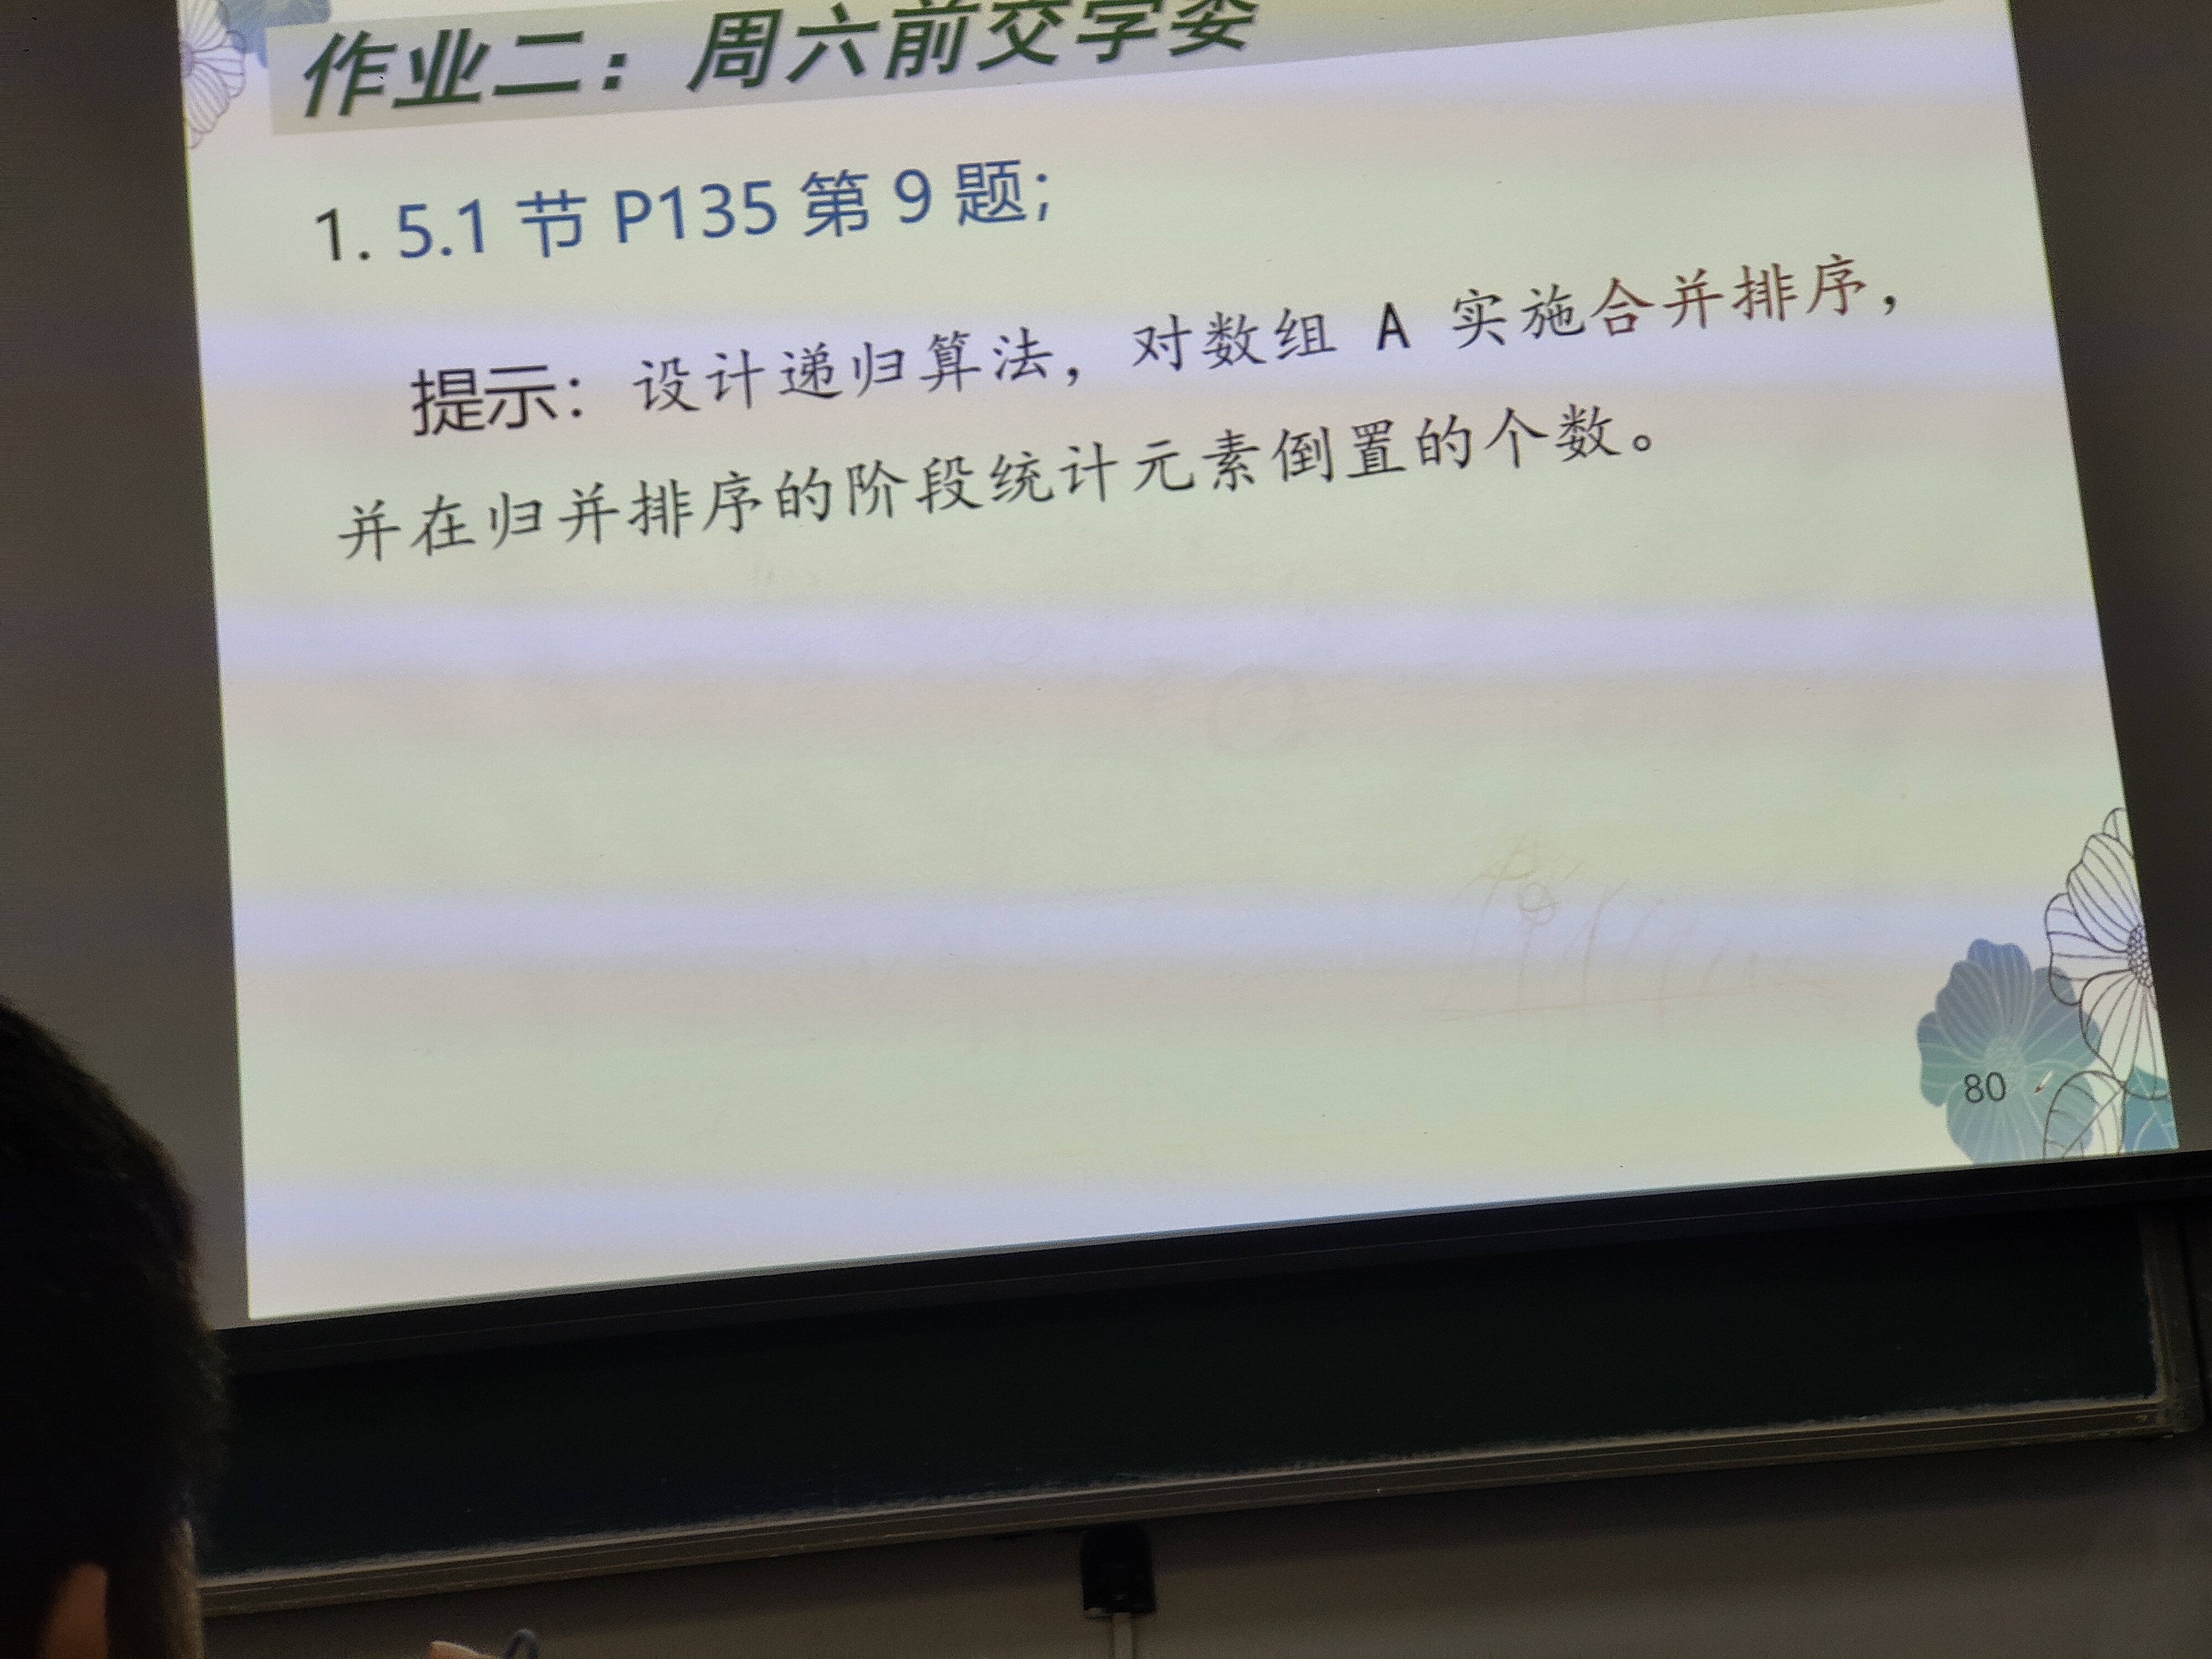 作业二：周六前交学委
1. 5.1 节 P135 第 9 题;
提示：设计递归算法，对数组 A 实施合并排序，
并在归并排序的阶段统计元素倒置的个数。
80